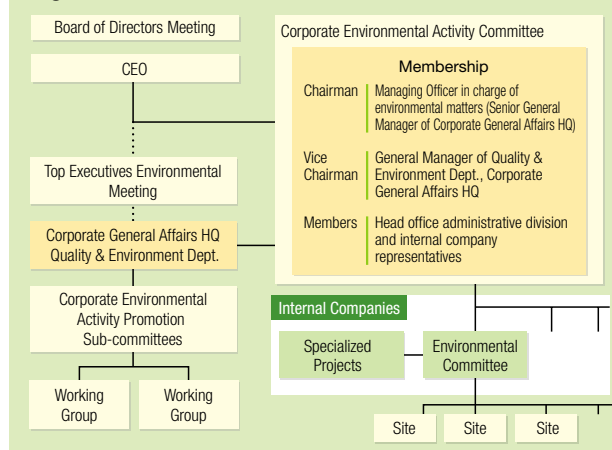 Board of Directors Meeting
CEO
Top Executives Environmental
Meeting
Corporate General Affairs HQ
Quality & Environment Dept.
Corporate Environmental
Activity Promotion
Sub-committees
Working
Group
Working
Group
Corporate Environmental Activity Committee
Membership
Chairman
Managing Officer in charge of
environmental matters (Senior General
Manager of Corporate General Affairs HQ)
Vice
Chairman
General Manager of Quality &
Environment Dept., Corporate
General Affairs HQ
Members
Head office administrative division
and internal company
representatives
Internal Companies
Specialized
Projects
Environmental
Committee
Site
Site
Site